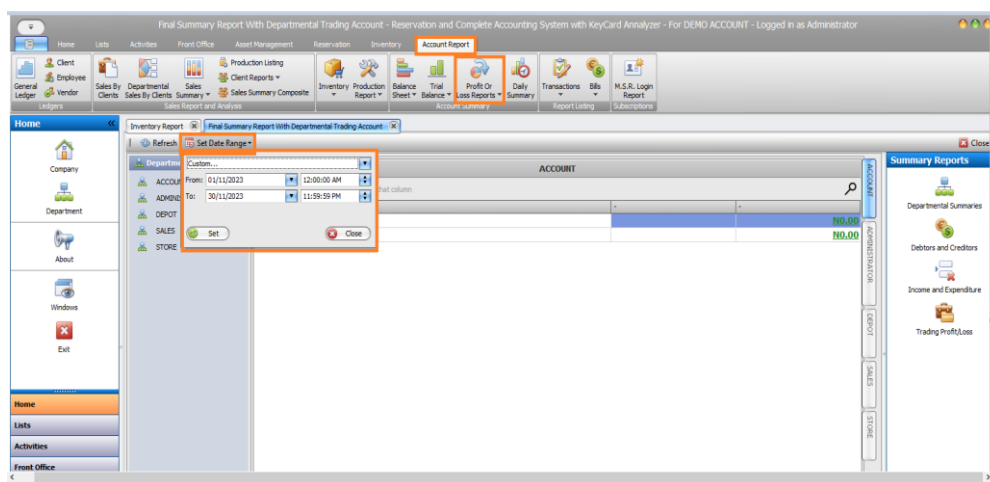 Final Summary Report With Departmental Trading Account - Reservation and Complete Accounting System with KeyCard Annalyzer - For DEMO ACCOUNT - Logged in as Administrator
Home Lists Activities Front Office Asset Management Reservation Inventory Account Report
General Ledger
Client
Employee
Vendor
Ledgers
Sales By Clients
Departmental Sales By Clients
Sales Summary
Production Listing
Client Reports
Sales Summary Composite
Sales Report and Analysis
Inventory
Production Report
Balance Sheet
Trial Balance
Profit Or Loss Reports
Daily Summary
Account Summary
Transactions
Bills
Report Listing
M.S.R. Login Report
Subscriptions
Home «
Company
Department
About
Windows
Exit
Home
Lists
Activities
Front Office
Inventory Report
Final Summary Report With Departmental Trading Account
Refresh Set Date Range
Close
Departme
ACCOU
ADMINIS
DEPOT
SALES
STORE
Custom...
From: 01/11/2023 12:00:00 AM
To: 30/11/2023 11:59:59 PM
Set Close
ACCOUNT
hat column
- -
N0.00
N0.00
ACCOUNT
ADMINISTRATOR
DEPOT
SALES
STORE
Summary Reports
Departmental Summaries
Debtors and Creditors
Income and Expenditure
Trading Profit/Loss